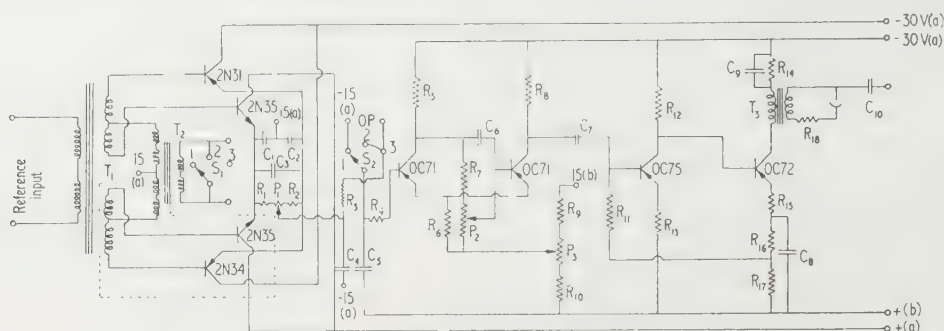 -30V(a)
-30V(a)
2N31
2N35
-15
(a)
15(a)
OP
2
3
1
S₂
R₅
R₈
R₁₂
C₉
R₁₄
T₃
R₁₈
C₁₀
T₂
15
(a)
1
2
S₁
3
C₁
C₂
C₃
R₁
P₁
R₂
T₁
Reference
input
R₃
R₄
OC71
C₆
R₇
OC71
C₇
OC75
OC72
15(b)
R₆
P₂
R₉
P₃
R₁₀
R₁₁
R₁₃
R₁₅
R₁₆
R₁₇
C₈
2N35
2N34
C₄
C₅
-15
(a)
+(b)
+(a)